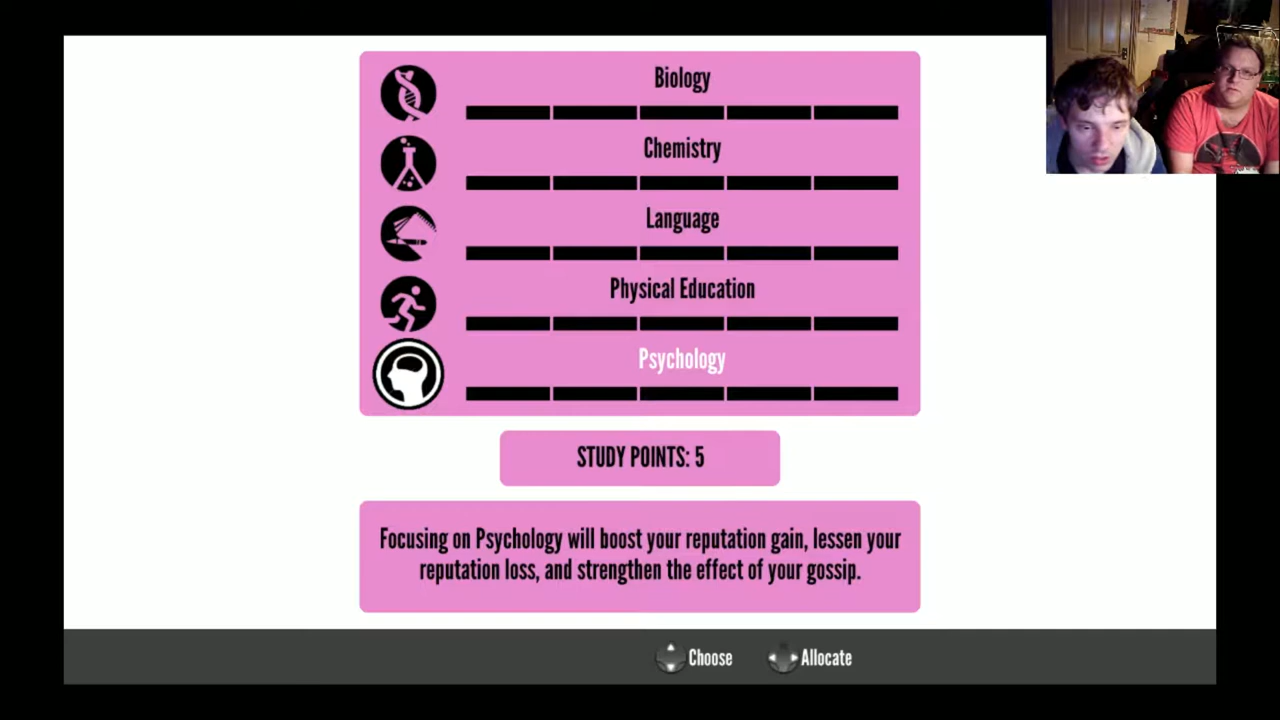 Biology
Chemistry
Language
Physical Education
Psychology
STUDY POINTS: 5
Focusing on Psychology will boost your reputation gain, lessen your
reputation loss, and strengthen the effect of your gossip.
Choose
Allocate